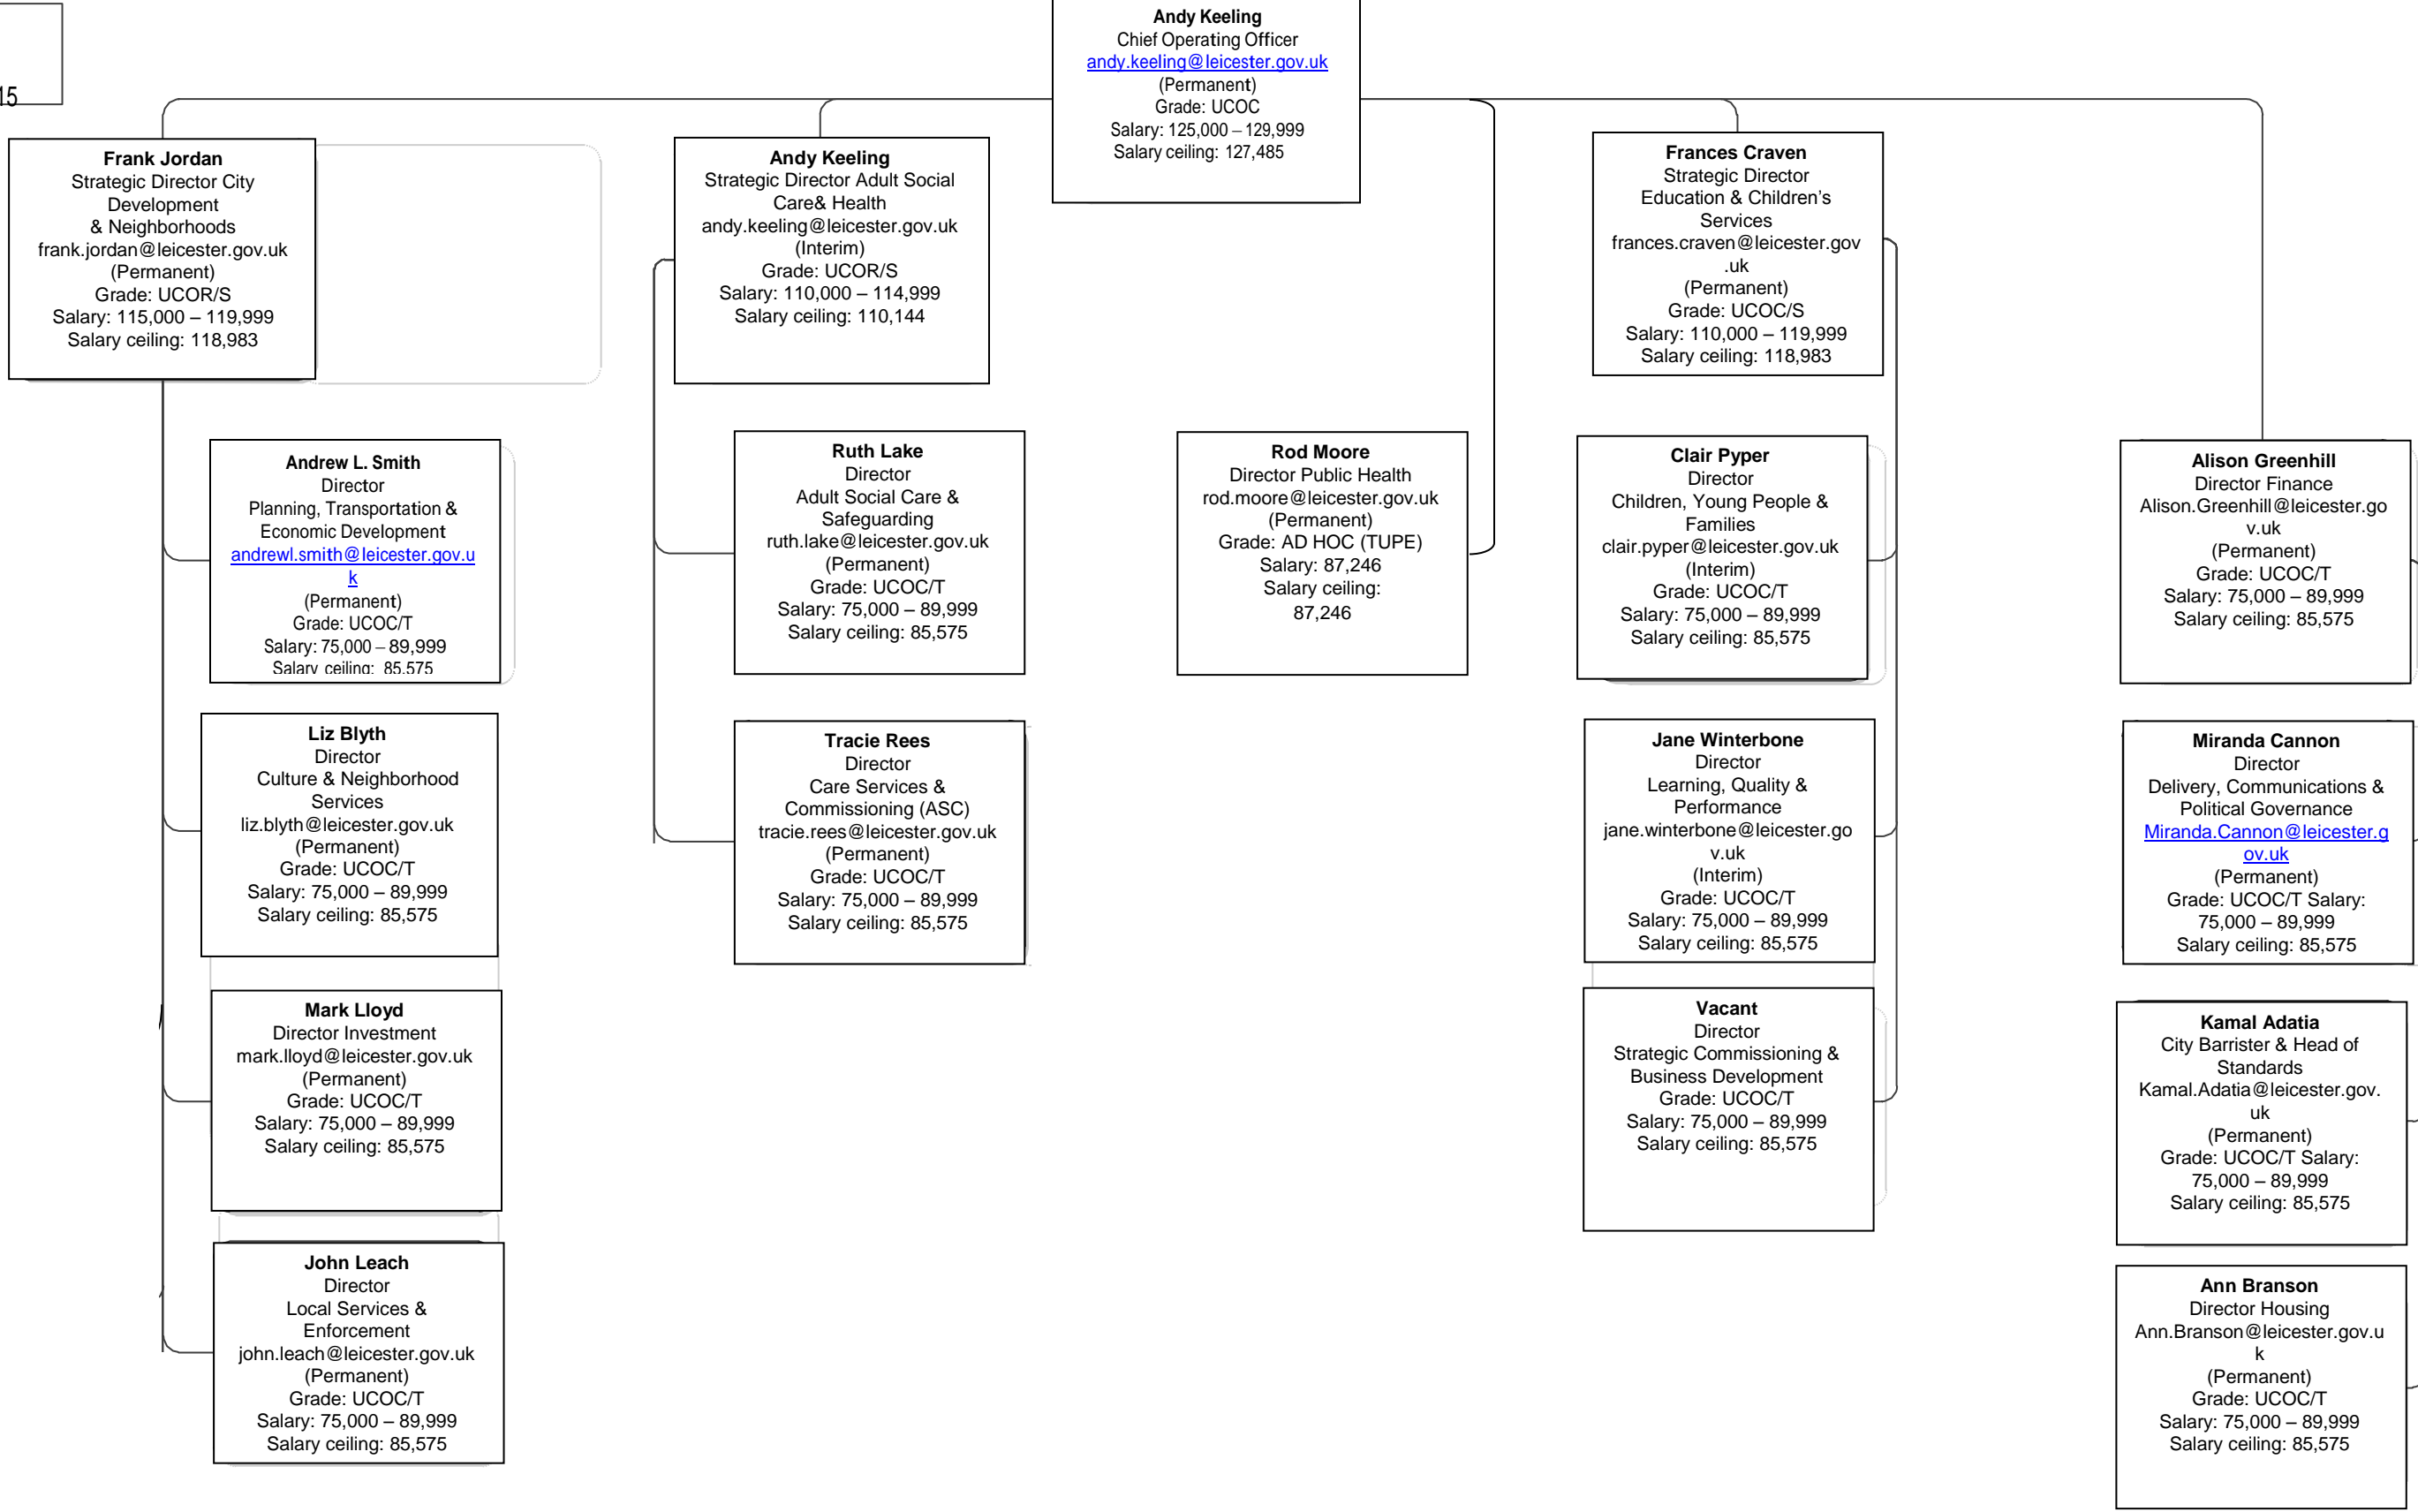 15
Andy Keeling
Chief Operating Officer
andy.keeling@leicester.gov.uk
(Permanent)
Grade: UCOC
Salary: 125,000 – 129,999
Salary ceiling: 127,485
Frank Jordan
Strategic Director City
Development
& Neighborhoods
frank.jordan@leicester.gov.uk
(Permanent)
Grade: UCOR/S
Salary: 115,000 – 119,999
Salary ceiling: 118,983
Andy Keeling
Strategic Director Adult Social
Care& Health
andy.keeling@leicester.gov.uk
(Interim)
Grade: UCOR/S
Salary: 110,000 – 114,999
Salary ceiling: 110,144
Frances Craven
Strategic Director
Education & Children’s
Services
frances.craven@leicester.gov
.uk
(Permanent)
Grade: UCOC/S
Salary: 110,000 – 119,999
Salary ceiling: 118,983
Andrew L. Smith
Director
Planning, Transportation &
Economic Development
andrewl.smith@leicester.gov.u
k
(Permanent)
Grade: UCOC/T
Salary: 75,000 – 89,999
Salary ceiling: 85,575
Ruth Lake
Director
Adult Social Care &
Safeguarding
ruth.lake@leicester.gov.uk
(Permanent)
Grade: UCOC/T
Salary: 75,000 – 89,999
Salary ceiling: 85,575
Rod Moore
Director Public Health
rod.moore@leicester.gov.uk
(Permanent)
Grade: AD HOC (TUPE)
Salary: 87,246
Salary ceiling:
87,246
Clair Pyper
Director
Children, Young People &
Families
clair.pyper@leicester.gov.uk
(Interim)
Grade: UCOC/T
Salary: 75,000 – 89,999
Salary ceiling: 85,575
Alison Greenhill
Director Finance
Alison.Greenhill@leicester.go
v.uk
(Permanent)
Grade: UCOC/T
Salary: 75,000 – 89,999
Salary ceiling: 85,575
Liz Blyth
Director
Culture & Neighborhood
Services
liz.blyth@leicester.gov.uk
(Permanent)
Grade: UCOC/T
Salary: 75,000 – 89,999
Salary ceiling: 85,575
Tracie Rees
Director
Care Services &
Commissioning (ASC)
tracie.rees@leicester.gov.uk
(Permanent)
Grade: UCOC/T
Salary: 75,000 – 89,999
Salary ceiling: 85,575
Jane Winterbone
Director
Learning, Quality &
Performance
jane.winterbone@leicester.go
v.uk
(Interim)
Grade: UCOC/T
Salary: 75,000 – 89,999
Salary ceiling: 85,575
Miranda Cannon
Director
Delivery, Communications &
Political Governance
Miranda.Cannon@leicester.g
ov.uk
(Permanent)
Grade: UCOC/T Salary:
75,000 – 89,999
Salary ceiling: 85,575
Mark Lloyd
Director Investment
mark.lloyd@leicester.gov.uk
(Permanent)
Grade: UCOC/T
Salary: 75,000 – 89,999
Salary ceiling: 85,575
Vacant
Director
Strategic Commissioning &
Business Development
Grade: UCOC/T
Salary: 75,000 – 89,999
Salary ceiling: 85,575
Kamal Adatia
City Barrister & Head of
Standards
Kamal.Adatia@leicester.gov.
uk
(Permanent)
Grade: UCOC/T Salary:
75,000 – 89,999
Salary ceiling: 85,575
John Leach
Director
Local Services &
Enforcement
john.leach@leicester.gov.uk
(Permanent)
Grade: UCOC/T
Salary: 75,000 – 89,999
Salary ceiling: 85,575
Ann Branson
Director Housing
Ann.Branson@leicester.gov.u
k
(Permanent)
Grade: UCOC/T
Salary: 75,000 – 89,999
Salary ceiling: 85,575